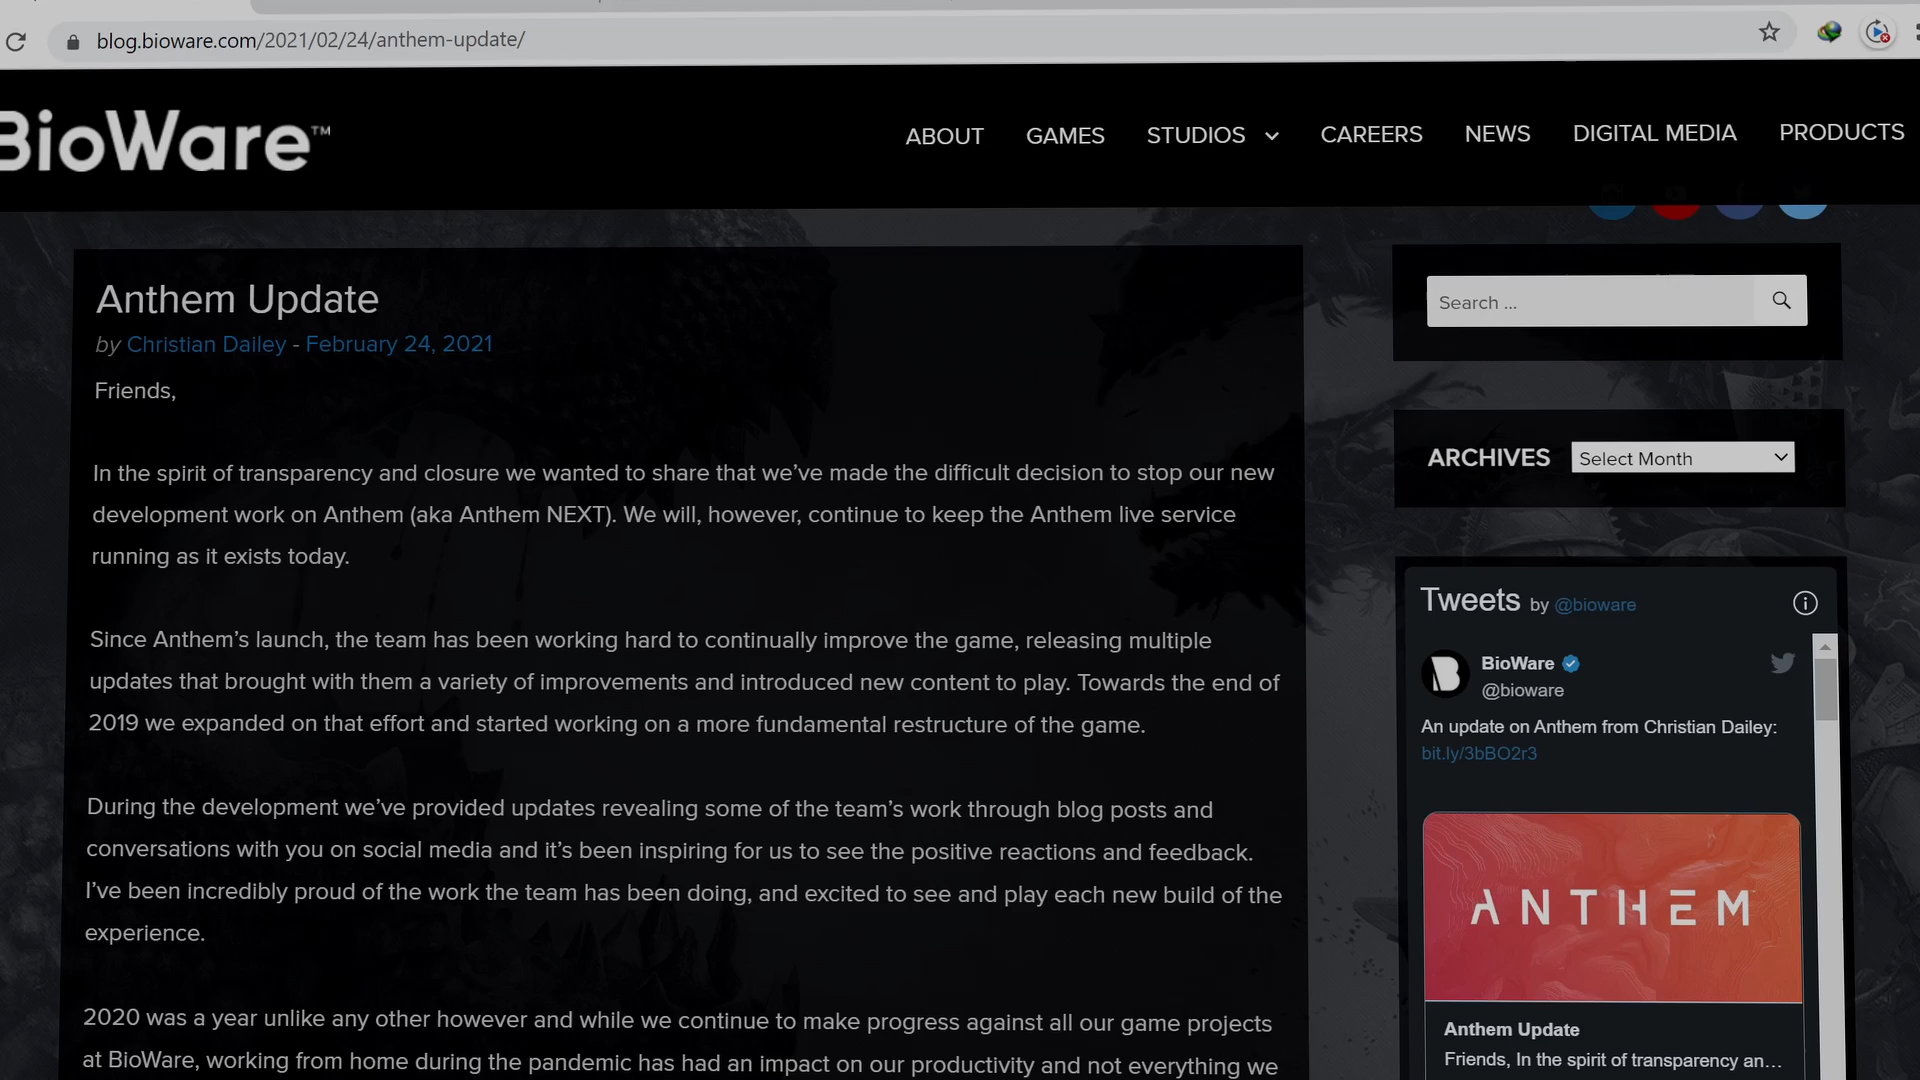 blog.bioware.com/2021/02/24/anthem-update/
BioWare™
ABOUT GAMES STUDIOS CAREERS NEWS DIGITAL MEDIA PRODUCTS
Anthem Update
by Christian Dailey - February 24, 2021
Friends,
In the spirit of transparency and closure we wanted to share that we’ve made the difficult decision to stop our new
development work on Anthem (aka Anthem NEXT). We will, however, continue to keep the Anthem live service
running as it exists today.
Since Anthem’s launch, the team has been working hard to continually improve the game, releasing multiple
updates that brought with them a variety of improvements and introduced new content to play. Towards the end of
2019 we expanded on that effort and started working on a more fundamental restructure of the game.
During the development we’ve provided updates revealing some of the team’s work through blog posts and
conversations with you on social media and it’s been inspiring for us to see the positive reactions and feedback.
I’ve been incredibly proud of the work the team has been doing, and excited to see and play each new build of the
experience.
2020 was a year unlike any other however and while we continue to make progress against all our game projects
at BioWare, working from home during the pandemic has had an impact on our productivity and not everything we
Search ...
ARCHIVES Select Month
Tweets by @bioware
BioWare
@bioware
An update on Anthem from Christian Dailey:
bit.ly/3bBO2r3
ANTHEM
Anthem Update
Friends, In the spirit of transparency an...